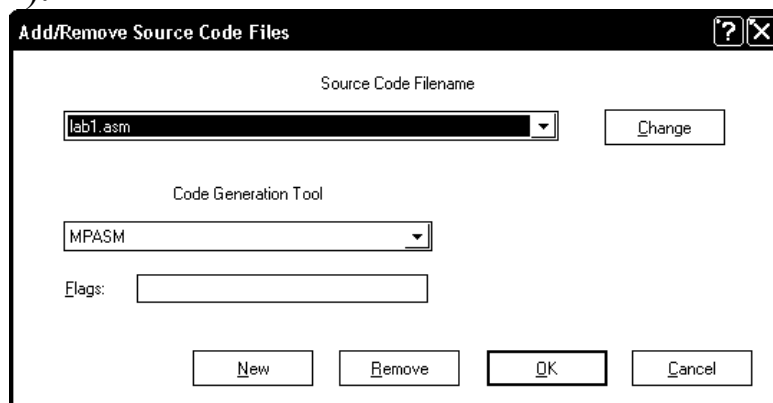 Add/Remove Source Code Files
Source Code Filename
lab1.asm
Change
Code Generation Tool
MPASM
Flags:
New Remove OK Cancel